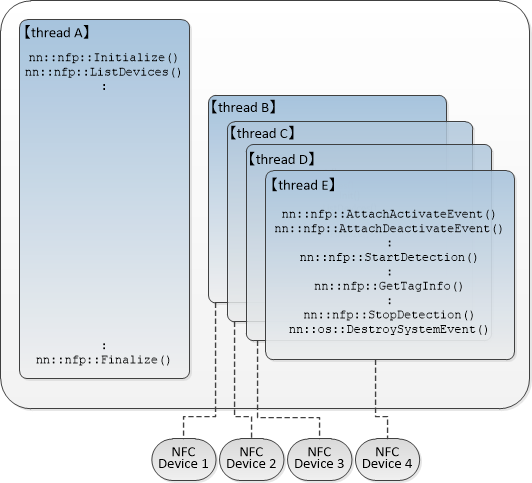 【thread A】
nn::nfp::Initialize()
nn::nfp::ListDevices()
:
:
nn::nfp::Finalize()
【thread B】
【thread C】
【thread D】
【thread E】
nn::nfp::AttachActivateEvent()
nn::nfp::AttachDeactivateEvent()
:
nn::nfp::StartDetection()
:
nn::nfp::GetTagInfo()
:
nn::nfp::StopDetection()
nn::os::DestroySystemEvent()
NFC
Device 1
NFC
Device 2
NFC
Device 3
NFC
Device 4